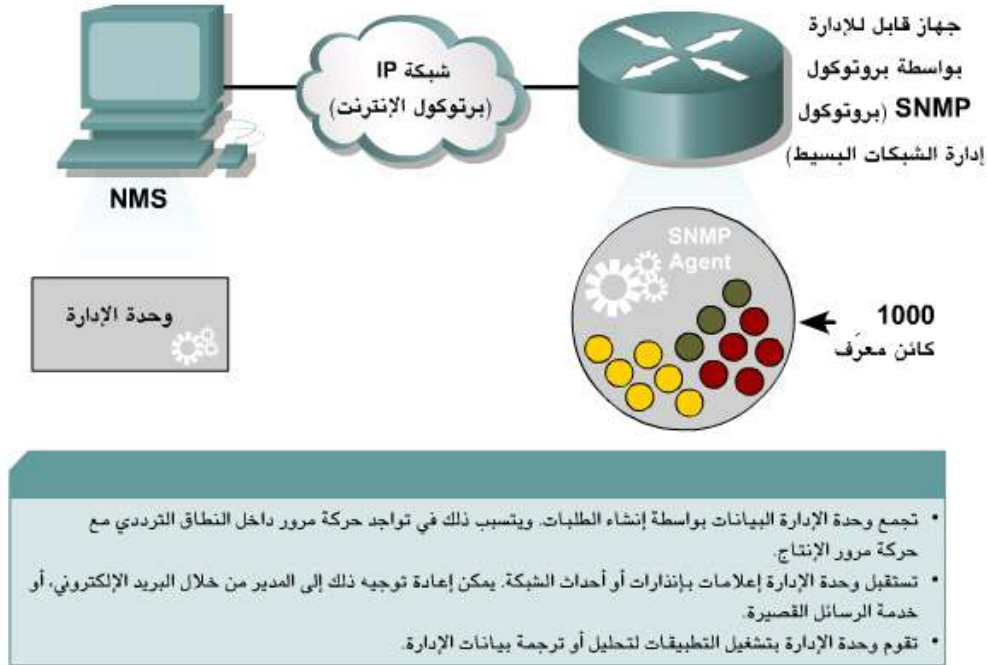 جهاز قابل للإدارة
بواسطة بروتوكول
SNMP (بروتوكول
إدارة الشبكات البسيط)
شبكة IP
(برتوكول الإنترنت)
NMS
SNMP
Agent
وحدة الإدارة
1000
كائن معرَف
• تجمع وحدة الإدارة البيانات بواسطة إنشاء الطلبات. ويتسبب ذلك في تواجد حركة مرور داخل النطاق الترددي مع
حركة مرور الإنتاج.
• تستقبل وحدة الإدارة إعلامات بإنذارات أو أحداث الشبكة. يمكن إعادة توجيه ذلك إلى المدير من خلال البريد الإلكتروني، أو
خدمة الرسائل القصيرة.
• تقوم وحدة الإدارة بتشغيل التطبيقات لتحليل أو ترجمة بيانات الإدارة.